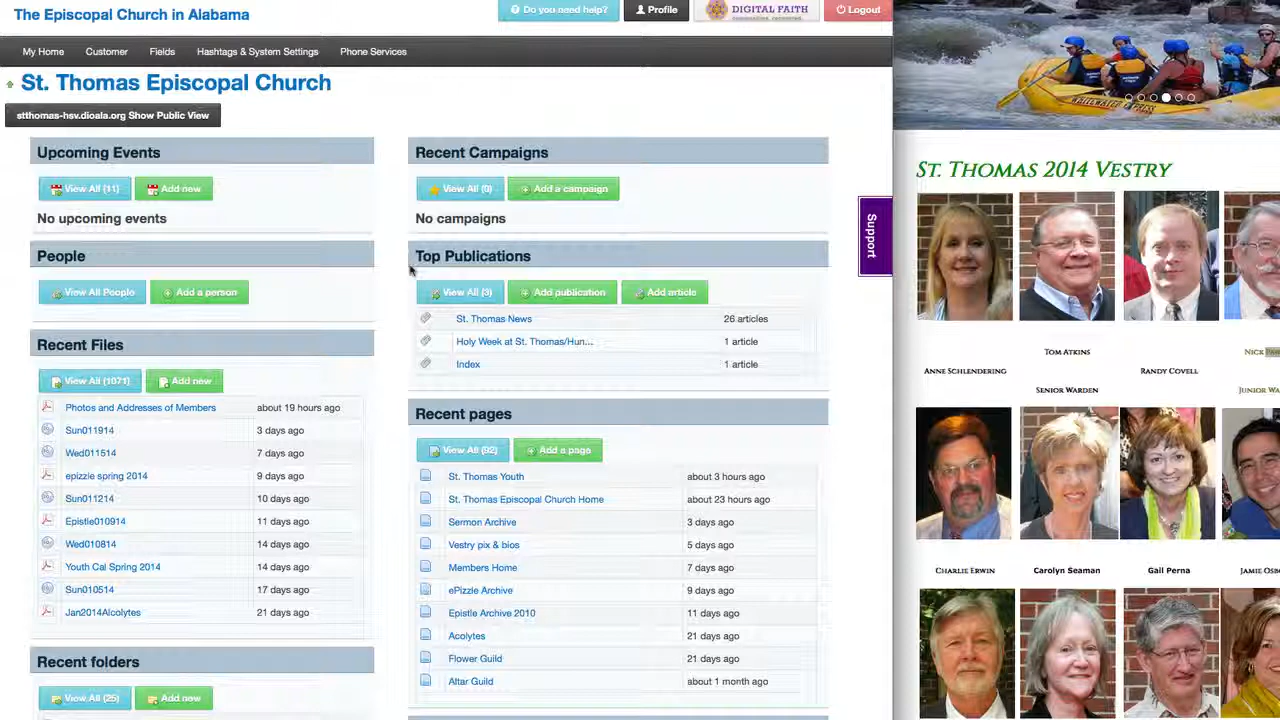 The Episcopal Church in Alabama
Do you need help?
Profile
DIGITAL FAITH
Logout
My Home
Customer
Fields
Hashtags & System Settings
Phone Services
St. Thomas Episcopal Church
stthomas-hsv.dioala.org Show Public View
Upcoming Events
View All (11)
Add new
No upcoming events
People
View All People
Add a person
Recent Files
View All (1071)
Add new
Photos and Addresses of Members about 19 hours ago
Sun011914 3 days ago
Wed011514 7 days ago
epizzle spring 2014 9 days ago
Sun011214 10 days ago
Epistle010914 11 days ago
Wed010814 14 days ago
Youth Cal Spring 2014 14 days ago
Sun010514 17 days ago
Jan2014Alcolytes 21 days ago
Recent folders
View All (25)
Add new
Recent Campaigns
View All (0)
Add a campaign
No campaigns
Top Publications
View All (3)
Add publication
Add article
St. Thomas News 26 articles
Holy Week at St. Thomas/Hun... 1 article
Index 1 article
Recent pages
View All (92)
Add a page
St. Thomas Youth about 3 hours ago
St. Thomas Episcopal Church Home about 23 hours ago
Sermon Archive 3 days ago
Vestry pix & bios 5 days ago
Members Home 7 days ago
ePizzle Archive 9 days ago
Epistle Archive 2010 11 days ago
Acolytes 21 days ago
Flower Guild 21 days ago
Altar Guild about 1 month ago
Support
St. Thomas 2014 Vestry
Anne Schlendering
Tom Atkins
Senior Warden
Randy Covell
Nick
Junior Wa
Charlie Erwin
Carolyn Seaman
Gail Perna
Jamie Osb